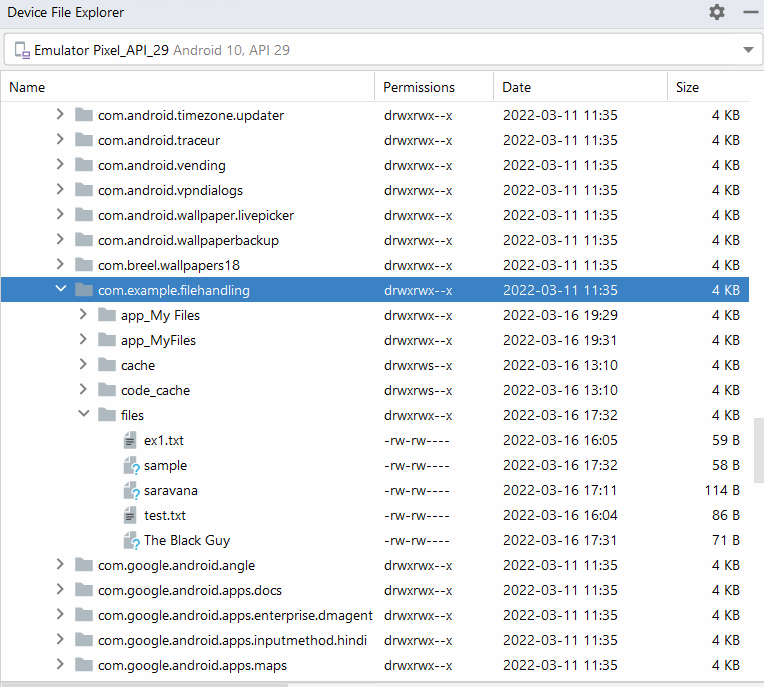 Device File Explorer
Emulator Pixel_API_29 Android 10, API 29
Name Permissions Date Size
com.android.timezone.updater drwxrwx--x 2022-03-11 11:35 4 KB
com.android.traceur drwxrwx--x 2022-03-11 11:35 4 KB
com.android.vending drwxrwx--x 2022-03-11 11:35 4 KB
com.android.vpndialogs drwxrwx--x 2022-03-11 11:35 4 KB
com.android.wallpaper.livepicker drwxrwx--x 2022-03-11 11:35 4 KB
com.android.wallpaperbackup drwxrwx--x 2022-03-11 11:35 4 KB
com.breel.wallpapers18 drwxrwx--x 2022-03-11 11:35 4 KB
com.example.filehandling drwxrwx--x 2022-03-11 11:35 4 KB
app_My Files drwxrwx--x 2022-03-16 19:29 4 KB
app_MyFiles drwxrwx--x 2022-03-16 19:31 4 KB
cache drwxrws--x 2022-03-16 13:10 4 KB
code_cache drwxrws--x 2022-03-16 13:10 4 KB
files drwxrwx--x 2022-03-16 17:32 4 KB
ex1.txt -rw-rw---- 2022-03-16 16:05 59 B
sample -rw-rw---- 2022-03-16 17:32 58 B
saravana -rw-rw---- 2022-03-16 17:11 114 B
test.txt -rw-rw---- 2022-03-16 16:04 86 B
The Black Guy -rw-rw---- 2022-03-16 17:31 71 B
com.google.android.angle drwxrwx--x 2022-03-11 11:35 4 KB
com.google.android.apps.docs drwxrwx--x 2022-03-11 11:35 4 KB
com.google.android.apps.enterprise.dmagent drwxrwx--x 2022-03-11 11:35 4 KB
com.google.android.apps.inputmethod.hindi drwxrwx--x 2022-03-11 11:35 4 KB
com.google.android.apps.maps drwxrwx--x 2022-03-11 11:35 4 KB